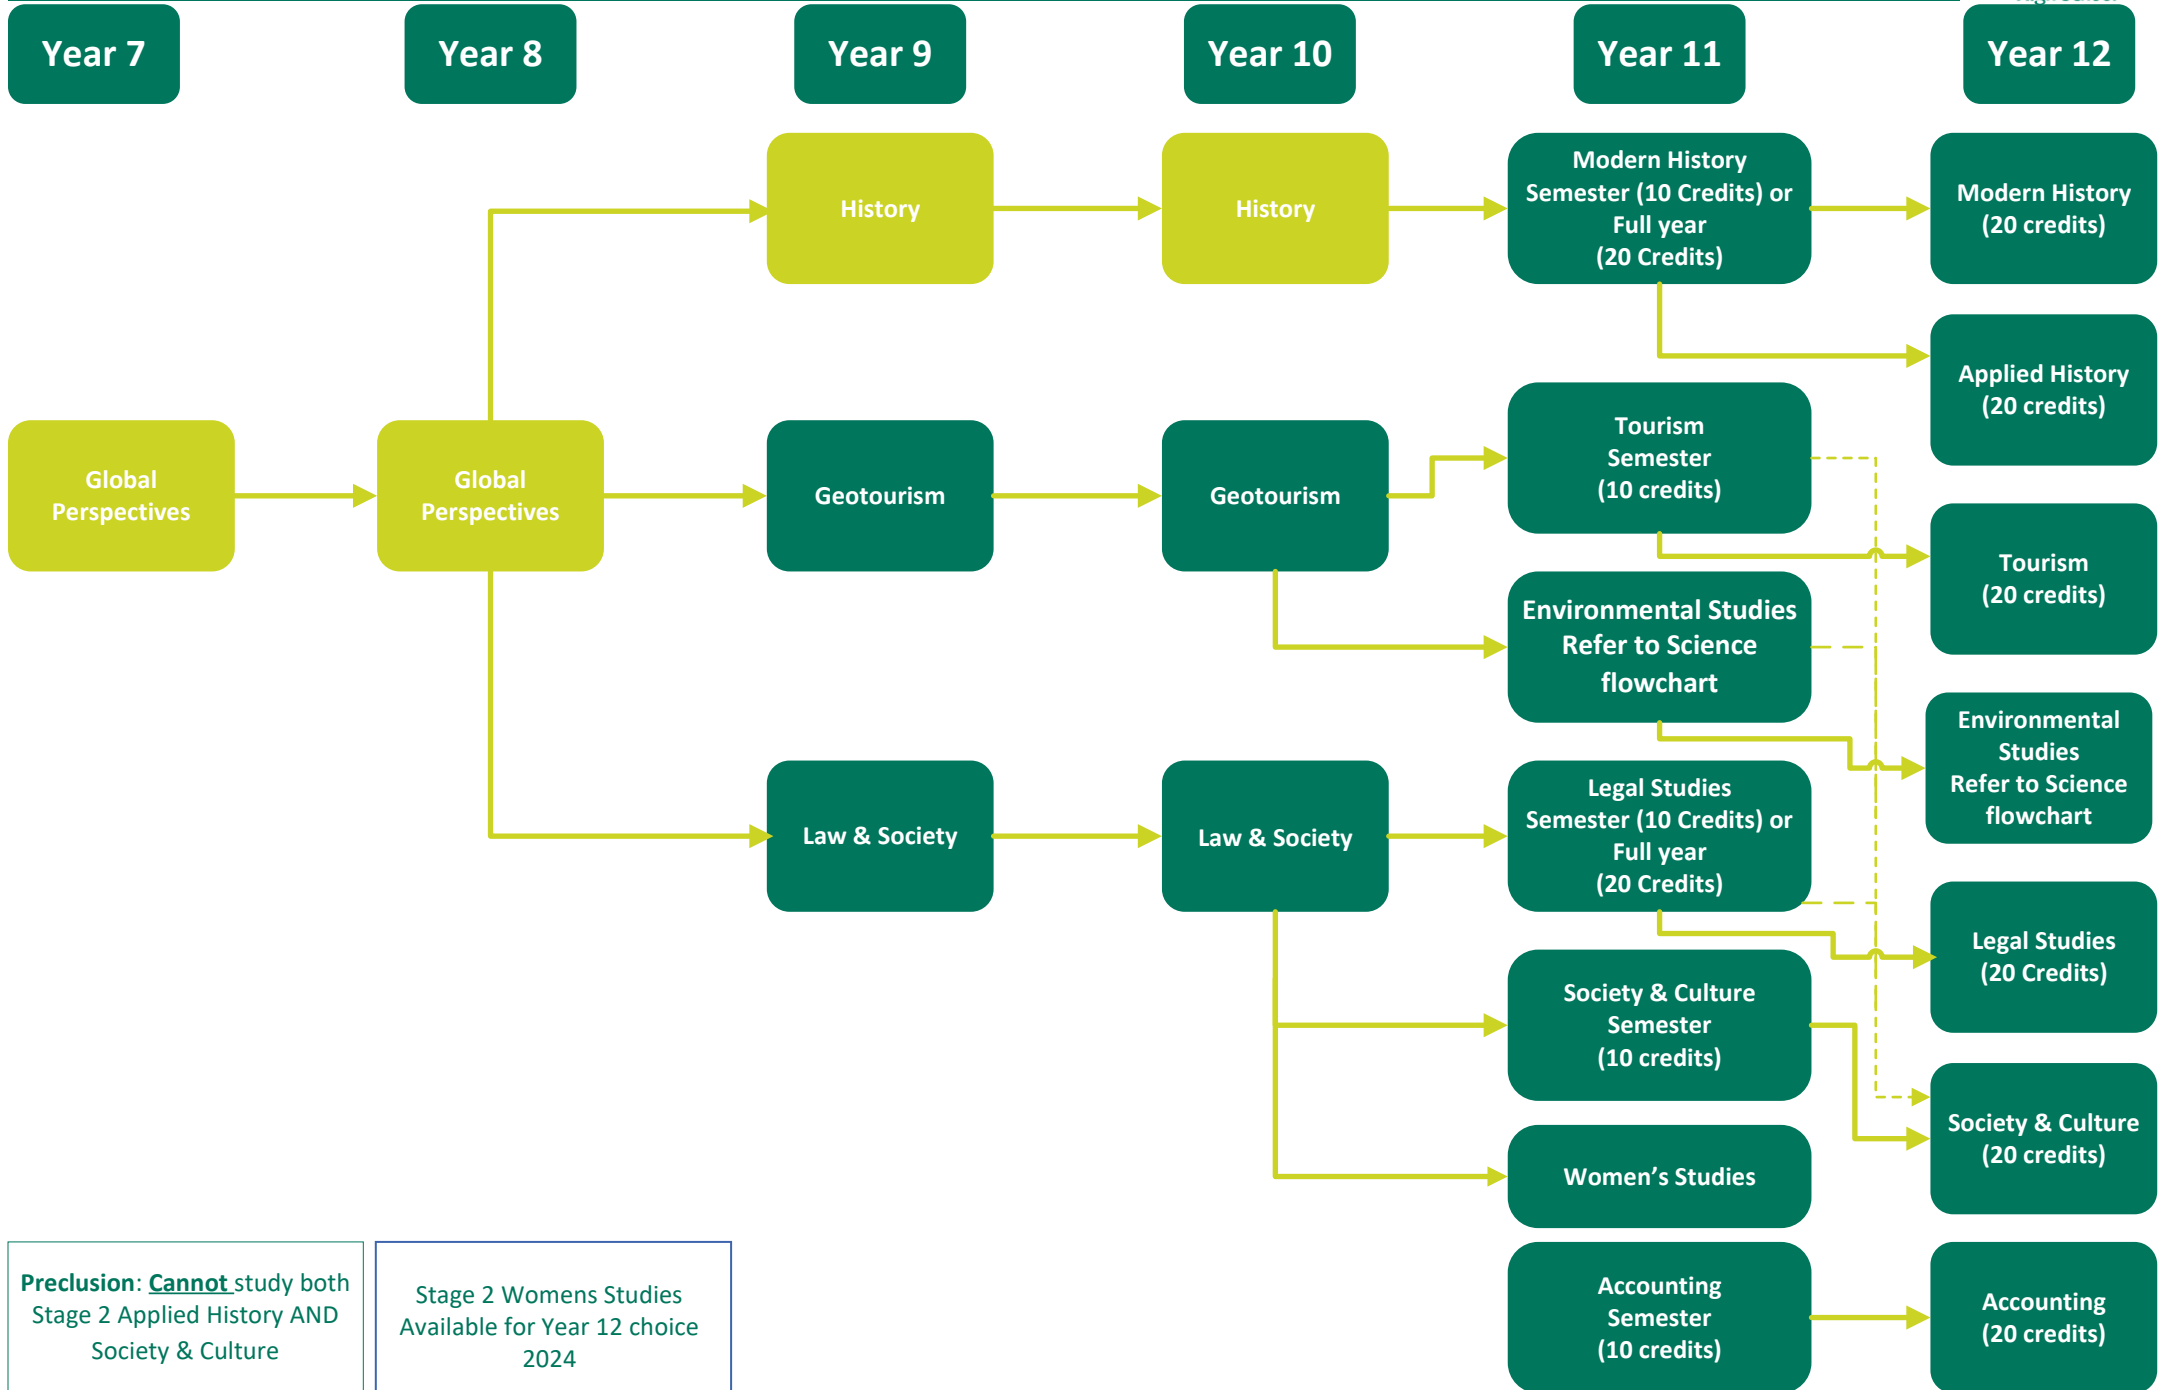 Year 7
Year 8
Year 9
Year 10
Year 11
Year 12
History
History
Modern History
Semester (10 Credits) or
Full year
(20 Credits)
Modern History
(20 credits)
Applied History
(20 credits)
Global
Perspectives
Global
Perspectives
Geotourism
Geotourism
Tourism
Semester
(10 credits)
Tourism
(20 credits)
Environmental Studies
Refer to Science
flowchart
Environmental
Studies
Refer to Science
flowchart
Law & Society
Law & Society
Legal Studies
Semester (10 Credits) or
Full year
(20 Credits)
Legal Studies
(20 Credits)
Society & Culture
Semester
(10 credits)
Society & Culture
(20 credits)
Women’s Studies
Accounting
Semester
(10 credits)
Accounting
(20 credits)
Preclusion: Cannot study both
Stage 2 Applied History AND
Society & Culture
Stage 2 Womens Studies
Available for Year 12 choice
2024